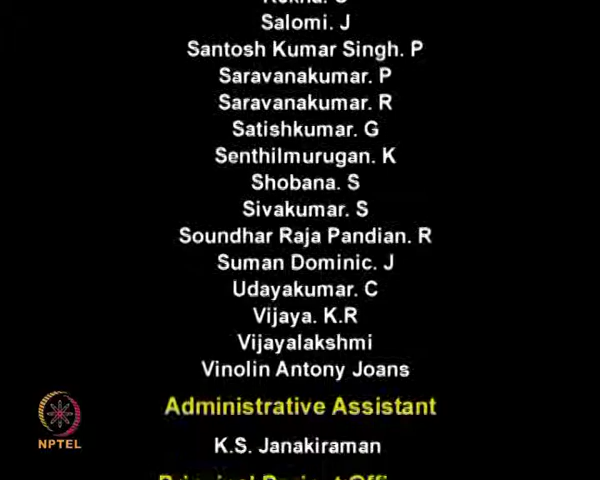 Salomi. J
Santosh Kumar Singh. P
Saravanakumar. P
Saravanakumar. R
Satishkumar. G
Senthilmurugan. K
Shobana. S
Sivakumar. S
Soundhar Raja Pandian. R
Suman Dominic. J
Udayakumar. C
Vijaya. K.R
Vijayalakshmi
Vinolin Antony Joans
Administrative Assistant
K.S. Janakiraman
NPTEL